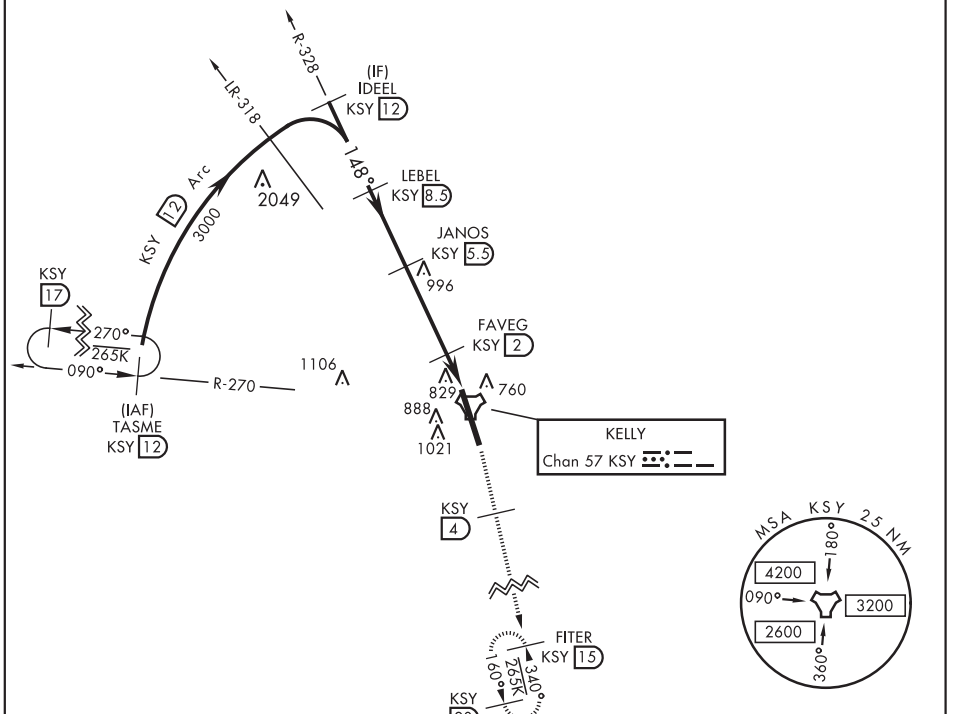 R-328
(IF)
IDEEL
KSY 12
LR-318
148°
LEBEL
KSY 8.5
KSY 12 Arc
3000
2049
JANOS
KSY 5.5
996
KSY
17
270°
265K
090°
R-270
(IAF)
TASME
KSY 12
FAVEG
KSY 2
1106
829
760
888
1021
KELLY
Chan 57 KSY
KSY
4
MSA KSY 25 NM
180°
4200
090°
3200
2600
360°
FITER
KSY 15
160°
265K
340°
KSY